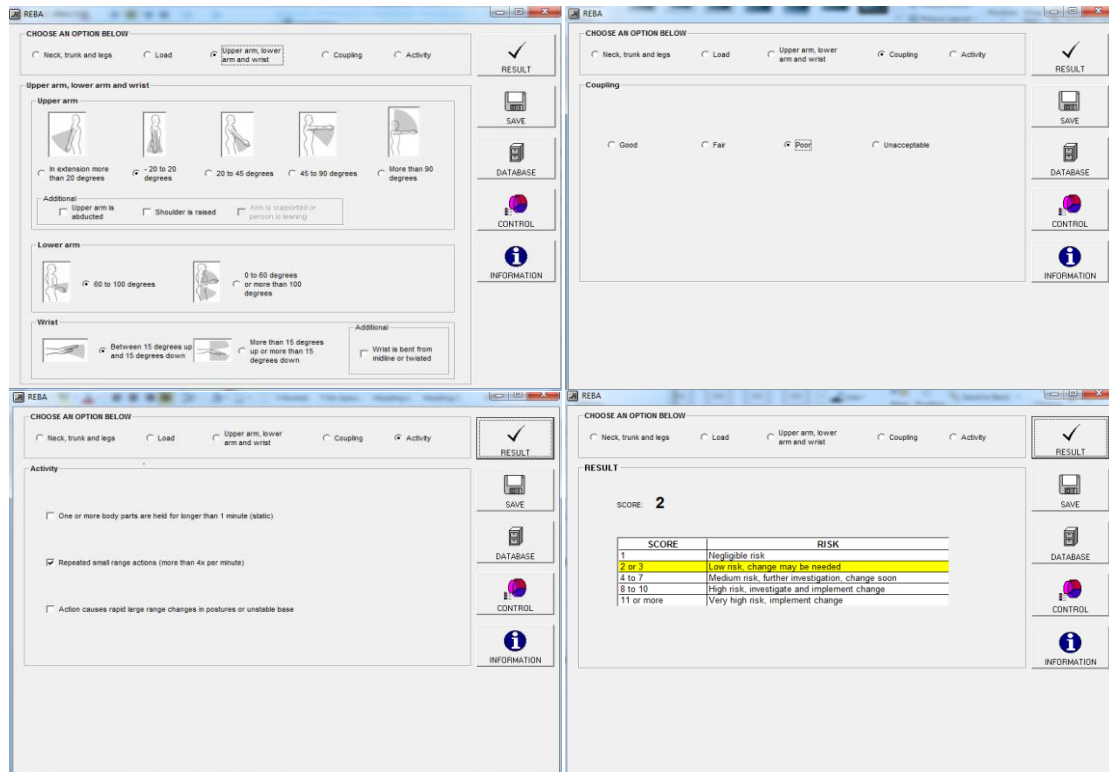 REBA
CHOOSE AN OPTION BELOW
Neck, trunk and legs
Load
Upper arm, lower
arm and wrist
Coupling
Activity
RESULT
SAVE
DATABASE
CONTROL
INFORMATION
Upper arm, lower arm and wrist
Upper arm
In extension more
than 20 degrees
- 20 to 20
degrees
20 to 45 degrees
45 to 90 degrees
More than 90
degrees
Additional
Upper arm is
abducted
Shoulder is raised
Arm is supported or
person is leaning
Lower arm
60 to 100 degrees
0 to 60 degrees
or more than 100
degrees
Wrist
Between 15 degrees up
and 15 degrees down
More than 15 degrees
up or more than 15
degrees down
Additional
Wrist is bent from
midline or twisted
REBA
CHOOSE AN OPTION BELOW
Neck, trunk and legs
Load
Upper arm, lower
arm and wrist
Coupling
Activity
RESULT
SAVE
DATABASE
CONTROL
INFORMATION
Coupling
Good
Fair
Poor
Unacceptable
REBA
CHOOSE AN OPTION BELOW
Neck, trunk and legs
Load
Upper arm, lower
arm and wrist
Coupling
Activity
RESULT
SAVE
DATABASE
CONTROL
INFORMATION
Activity
One or more body parts are held for longer than 1 minute (static)
Repeated small range actions (more than 4x per minute)
Action causes rapid large range changes in postures or unstable base
REBA
CHOOSE AN OPTION BELOW
Neck, trunk and legs
Load
Upper arm, lower
arm and wrist
Coupling
Activity
RESULT
SAVE
DATABASE
CONTROL
INFORMATION
RESULT
SCORE: 2
SCORE RISK
1 Negligible risk
2 or 3 Low risk, change may be needed
4 to 7 Medium risk, further investigation, change soon
8 to 10 High risk, investigate and implement change
11 or more Very high risk, implement change